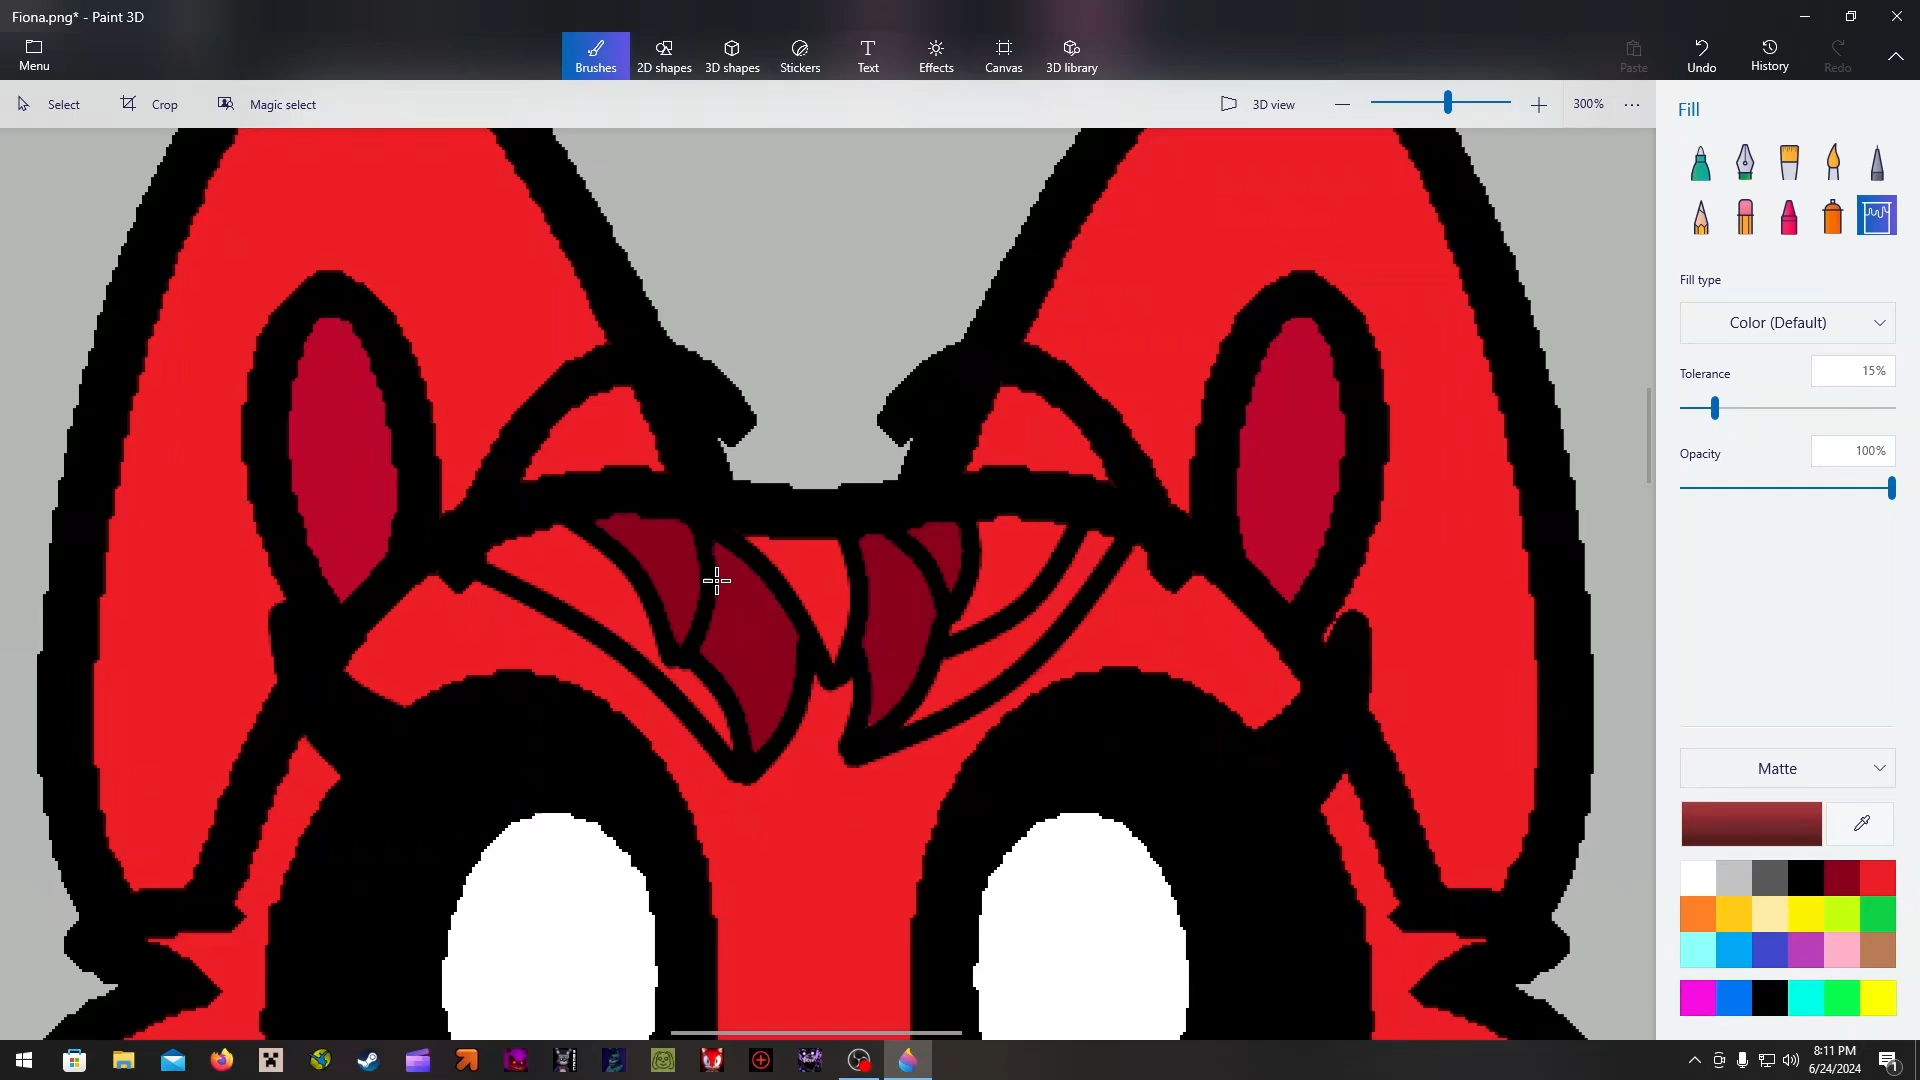 Fiona.png* - Paint 3D
Menu
Brushes
2D shapes
3D shapes
Stickers
Text
Effects
Canvas
3D library
Paste
Undo
History
Redo
Select
Crop
Magic select
3D view
300%
Fill
Fill type
Color (Default)
Tolerance
15%
Opacity
100%
Matte
8:11 PM
6/24/2024
1